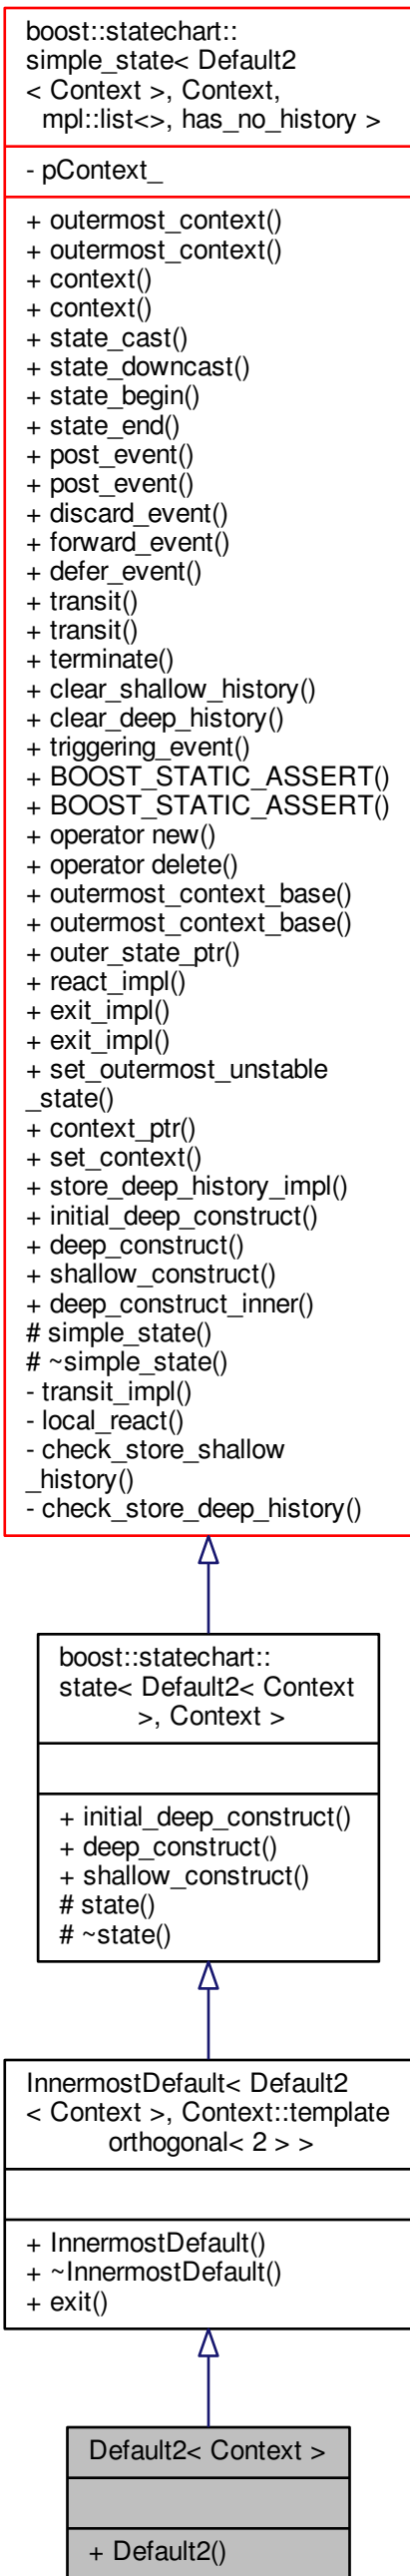 boost::statechart::
simple_state< Default2
< Context >, Context,
mpl::list<>, has_no_history >
- pContext_
+ outermost_context()
+ outermost_context()
+ context()
+ context()
+ state_cast()
+ state_downcast()
+ state_begin()
+ state_end()
+ post_event()
+ post_event()
+ discard_event()
+ forward_event()
+ defer_event()
+ transit()
+ transit()
+ terminate()
+ clear_shallow_history()
+ clear_deep_history()
+ triggering_event()
+ BOOST_STATIC_ASSERT()
+ BOOST_STATIC_ASSERT()
+ operator new()
+ operator delete()
+ outermost_context_base()
+ outermost_context_base()
+ outer_state_ptr()
+ react_impl()
+ exit_impl()
+ exit_impl()
+ set_outermost_unstable
_state()
+ context_ptr()
+ set_context()
+ store_deep_history_impl()
+ initial_deep_construct()
+ deep_construct()
+ shallow_construct()
+ deep_construct_inner()
# simple_state()
# ~simple_state()
- transit_impl()
- local_react()
- check_store_shallow
_history()
- check_store_deep_history()
boost::statechart::
state< Default2< Context
>, Context >
+ initial_deep_construct()
+ deep_construct()
+ shallow_construct()
# state()
# ~state()
InnermostDefault< Default2
< Context >, Context::template
orthogonal< 2 > >
+ InnermostDefault()
+ ~InnermostDefault()
+ exit()
Default2< Context >
+ Default2()